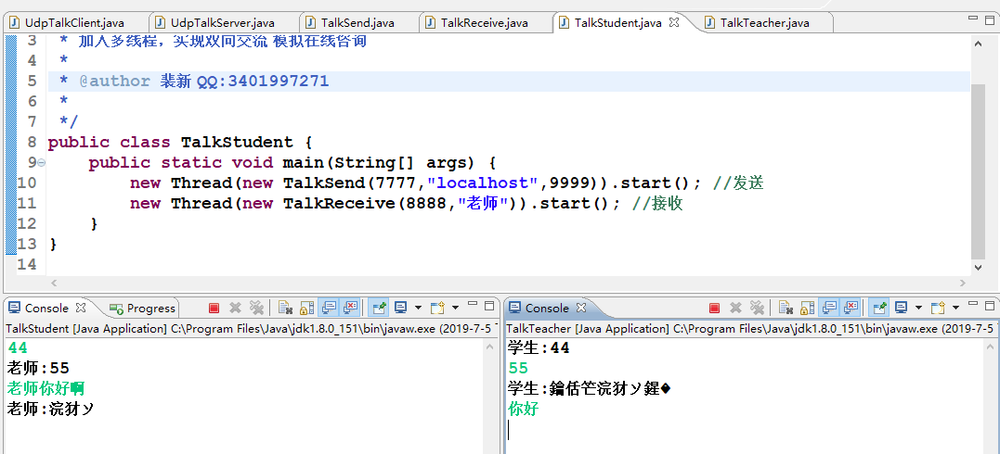 UdpTalkClient.java
UdpTalkServer.java
TalkSend.java
TalkReceive.java
TalkStudent.java
TalkTeacher.java
3 * 加入多线程，实现双向交流 模拟在线咨询
4 *
5 * @author 裴新 QQ:3401997271
6 *
7 */
8 public class TalkStudent {
9 public static void main(String[] args) {
10 new Thread(new TalkSend(7777,"localhost",9999)).start(); //发送
11 new Thread(new TalkReceive(8888,"老师")).start(); //接收
12 }
13 }
14
Console
Progress
TalkStudent [Java Application] C:\Program Files\Java\jdk1.8.0_151\bin\javaw.exe (2019-7-5
44
老师:55
老师你好啊
老师:浣犲ソ
Console
TalkTeacher [Java Application] C:\Program Files\Java\jdk1.8.0_151\bin\javaw.exe (2019-7-5
学生:44
55
学生:鑰佸笀浣犲ソ鍟�
你好